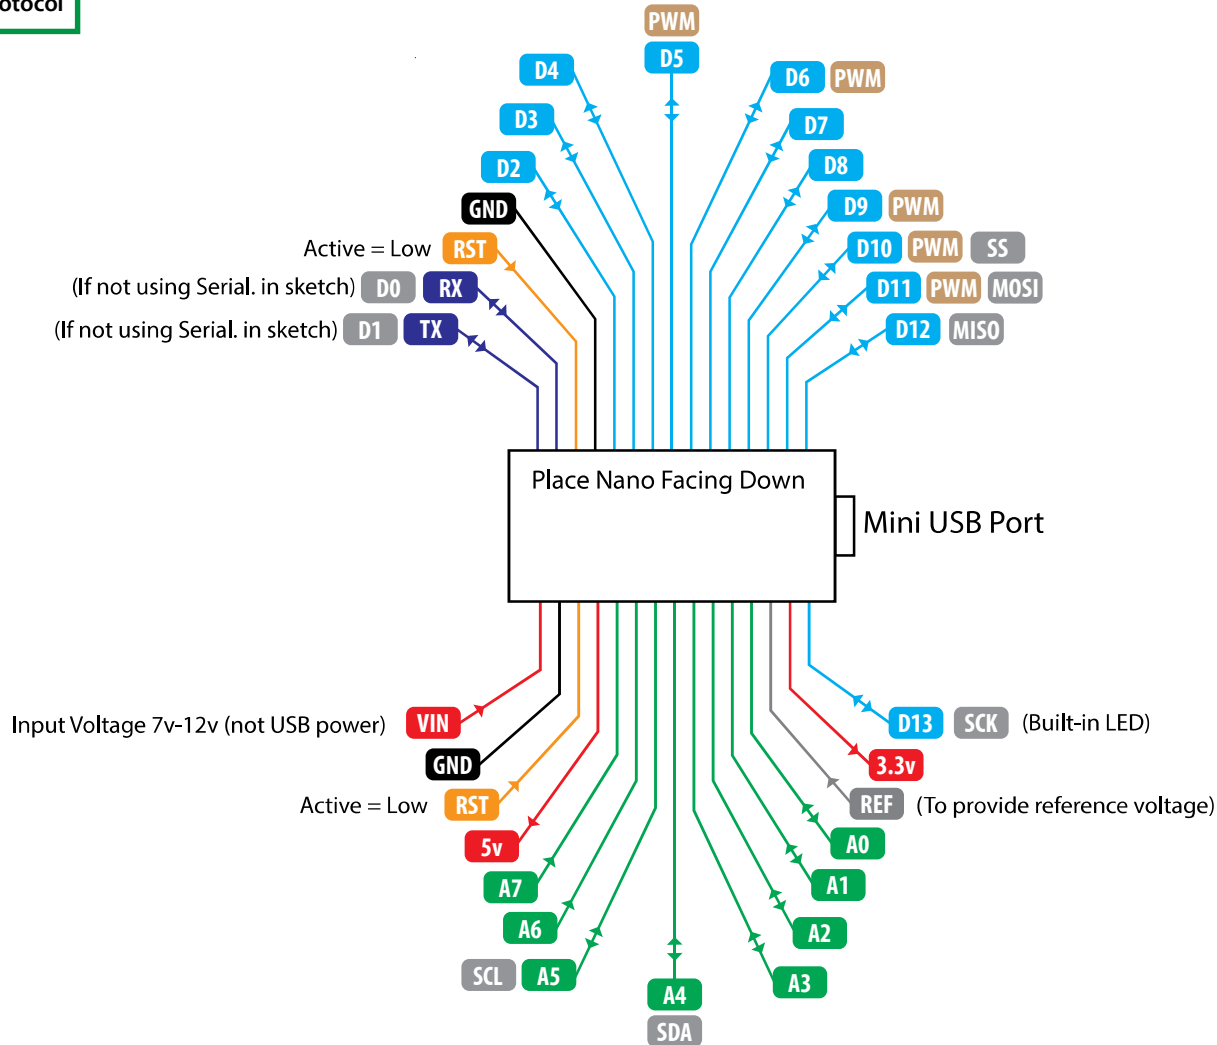 otocol
PWM
D5
D4
D6 PWM
D3
D7
D2
D8
GND
D9 PWM
Active = Low RST
D10 PWM SS
(If not using Serial. in sketch) D0 RX
D11 PWM MOSI
(If not using Serial. in sketch) D1 TX
D12 MISO
Place Nano Facing Down
Mini USB Port
Input Voltage 7v-12v (not USB power) VIN
D13 SCK (Built-in LED)
GND
3.3v
Active = Low RST
REF (To provide reference voltage)
5v
A0
A7
A1
A6
A2
SCL A5
A3
A4
SDA